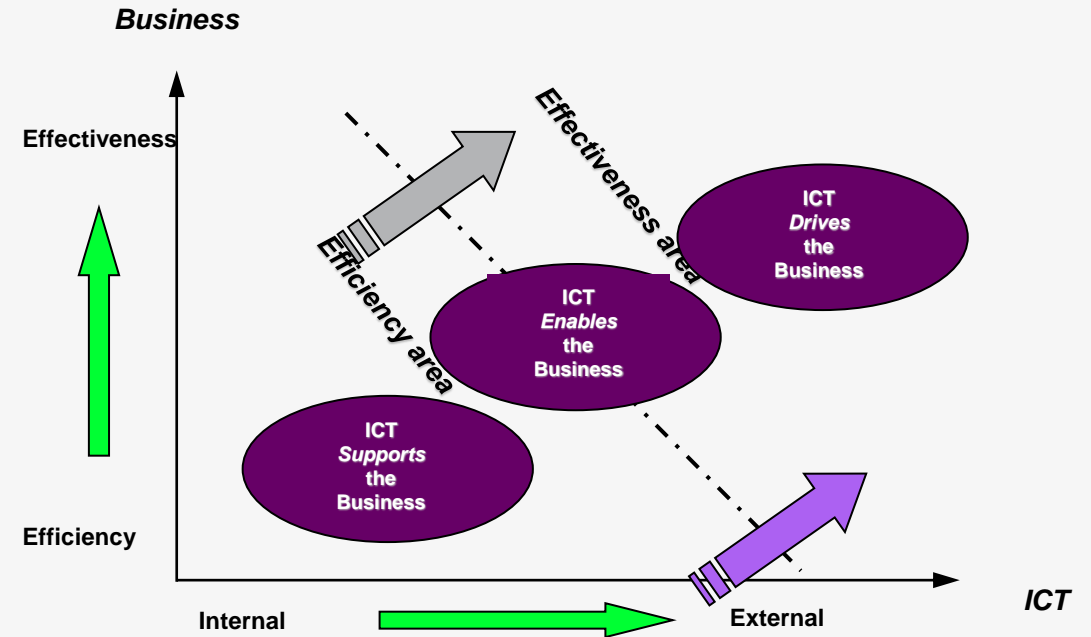 Business
Effectiveness
Effectiveness area
Efficiency area
ICT
Drives
the
Business
ICT
Enables
the
Business
ICT
Supports
the
Business
Efficiency
Internal
External
ICT